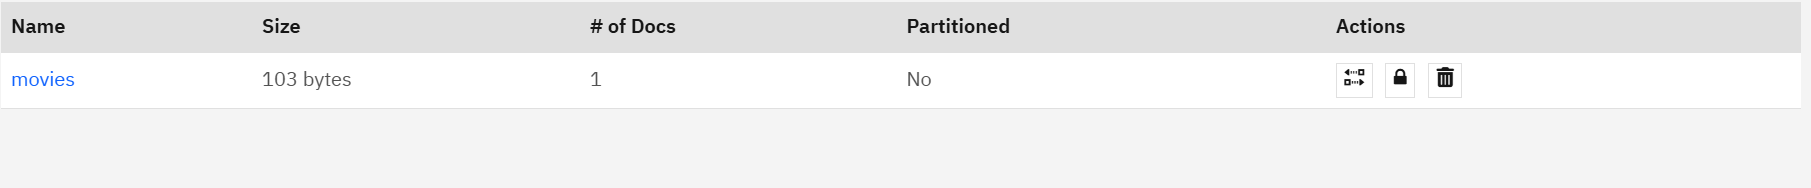 Name Size # of Docs Partitioned Actions
movies 103 bytes 1 No